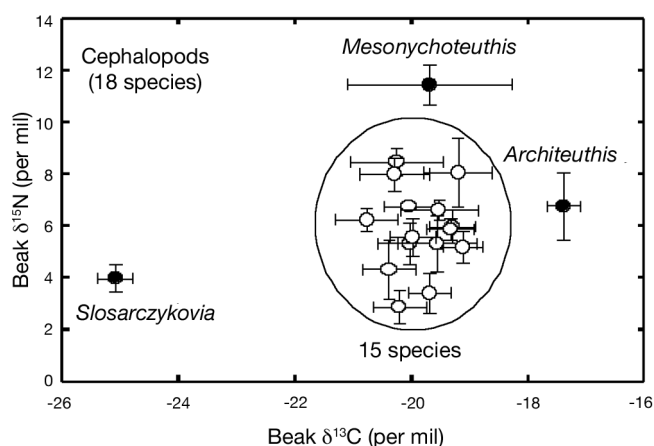 14
12
10
8
6
4
2
0
Beak δ¹⁵N (per mil)
Cephalopods
(18 species)
Mesonychoteuthis
Architeuthis
Slosarczykovia
15 species
-26
-24
-22
-20
-18
-16
Beak δ¹³C (per mil)